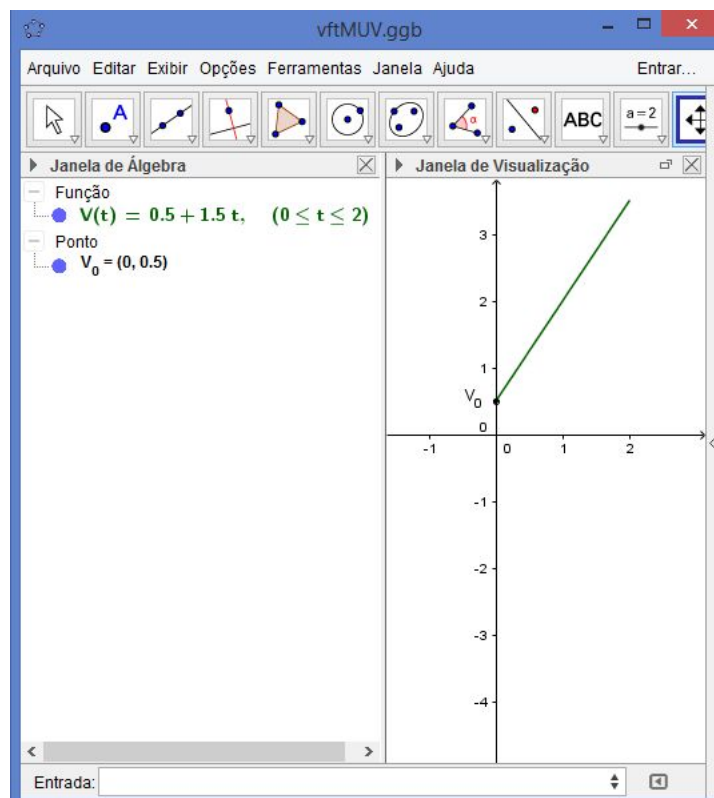 vftMUV.ggb
Arquivo Editar Exibir Opções Ferramentas Janela Ajuda Entrar...
A α ABC a=2
Janela de Álgebra
Função
V(t) = 0.5 + 1.5 t, (0 ≤ t ≤ 2)
Ponto
V₀ = (0, 0.5)
Janela de Visualização
3
2
1
V₀
0
-1 0 1 2
-1
-2
-3
-4
Entrada: